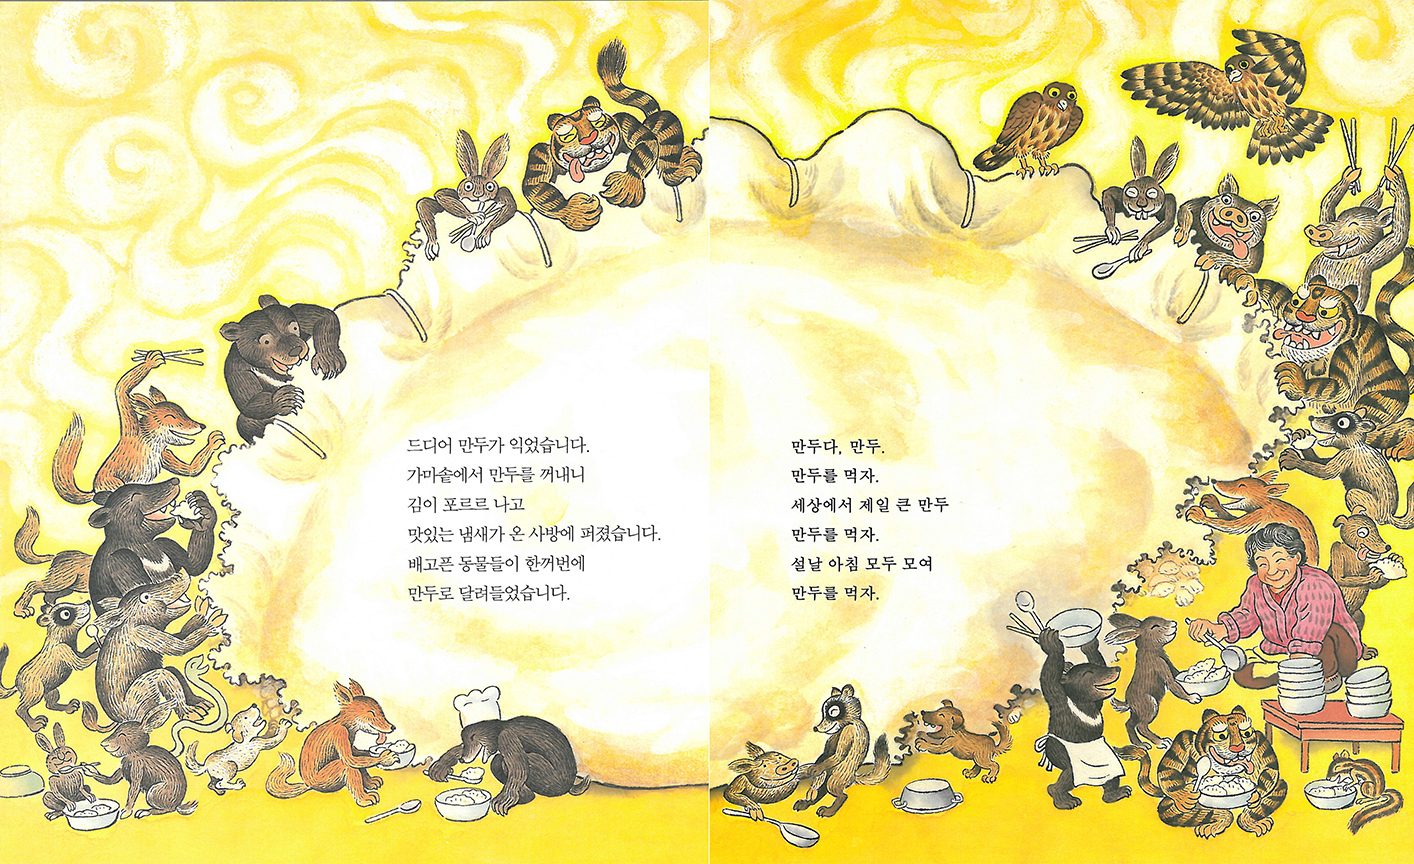 드디어 만두가 익었습니다.
가마솥에서 만두를 꺼내니
김이 포르르 나고
맛있는 냄새가 온 사방에 퍼졌습니다.
배고픈 동물들이 한꺼번에
만두로 달려들었습니다.
만두다, 만두.
만두를 먹자.
세상에서 제일 큰 만두
만두를 먹자.
설날 아침 모두 모여
만두를 먹자.